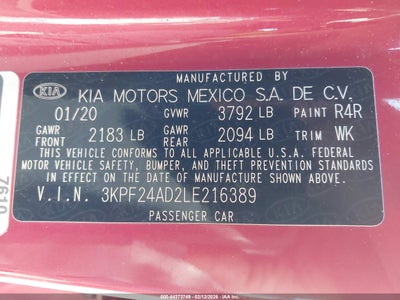 MANUFACTURED BY
KIA KIA MOTORS MEXICO S.A. DE C.V.
01/20 GVWR 3792 LB PAINT R4R
GAWR FRONT 2183 LB GAWR REAR 2094 LB TRIM WK
THIS VEHICLE CONFORMS TO ALL APPLICABLE U.S.A. FEDERAL
MOTOR VEHICLE SAFETY, BUMPER, AND THEFT PREVENTION STANDARDS
IN EFFECT ON THE DATE OF MANUFACTURE SHOWN ABOVE.
V.I.N. 3KPF24AD2LE216389
PASSENGER CAR
7619